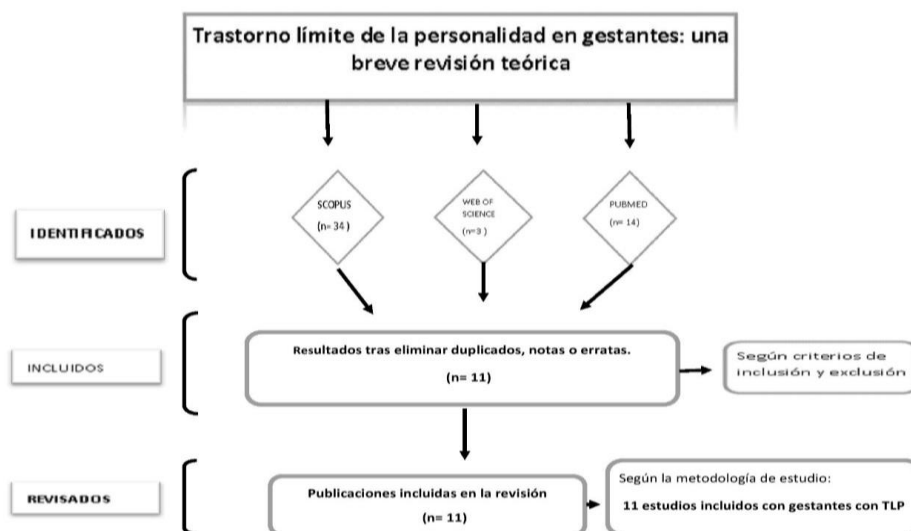 Trastorno límite de la personalidad en gestantes: una
breve revisión teórica
IDENTIFICADOS
SCOPUS
(n= 34)
WEB OF
SCIENCE
(n=3 )
PUBMED
(n= 14)
INCLUIDOS
Resultados tras eliminar duplicados, notas o erratas.
(n= 11)
Según criterios de
inclusión y exclusión
REVISADOS
Publicaciones incluidas en la revisión
(n= 11)
Según la metodología de estudio:
11 estudios incluidos con gestantes con TLP